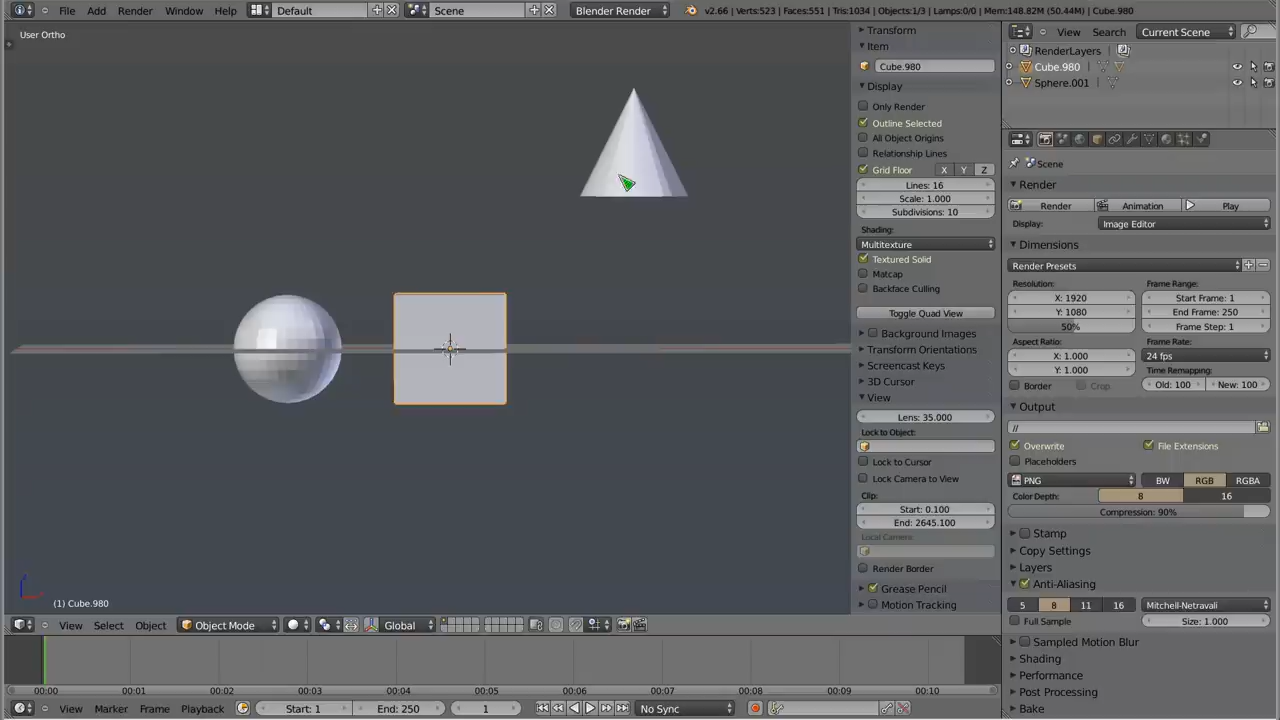 File Add Render Window Help Default Scene Blender Render v2.66 | Verts:523 | Faces:551 | Tris:1034 | Objects:1/3 | Lamps:0/0 | Mem:148.82M (50.44M) | Cube.980
User Ortho
Transform
Item
Cube.980
Display
Only Render
Outline Selected
All Object Origins
Relationship Lines
Grid Floor X Y Z
Lines: 16
Scale: 1.000
Subdivisions: 10
Shading:
Multitexture
Textured Solid
Matcap
Backface Culling
Toggle Quad View
Background Images
Transform Orientations
Screencast Keys
3D Cursor
View
Lens: 35.000
Lock to Object:
Lock to Cursor
Lock Camera to View
Clip:
Start: 0.100
End: 2645.100
Local Camera:
Render Border
Grease Pencil
Motion Tracking
View Search Current Scene
RenderLayers
Cube.980
Sphere.001
Scene
Render
Render Animation Play
Display: Image Editor
Dimensions
Render Presets
Resolution: Frame Range:
X: 1920 Start Frame: 1
Y: 1080 End Frame: 250
50% Frame Step: 1
Aspect Ratio: Frame Rate:
X: 1.000 24 fps
Y: 1.000 Time Remapping:
Border Crop Old: 100 New: 100
Output
//
Overwrite File Extensions
Placeholders
PNG BW RGB RGBA
Color Depth: 8 16
Compression: 90%
Stamp
Copy Settings
Layers
Anti-Aliasing
5 8 11 16 Mitchell-Netravali
Full Sample Size: 1.000
Sampled Motion Blur
Shading
Performance
Post Processing
Bake
(1) Cube.980
View Select Object Object Mode Global
00:00 00:01 00:02 00:03 00:04 00:05 00:06 00:07 00:08 00:09 00:10
View Marker Frame Playback Start: 1 End: 250 1 No Sync